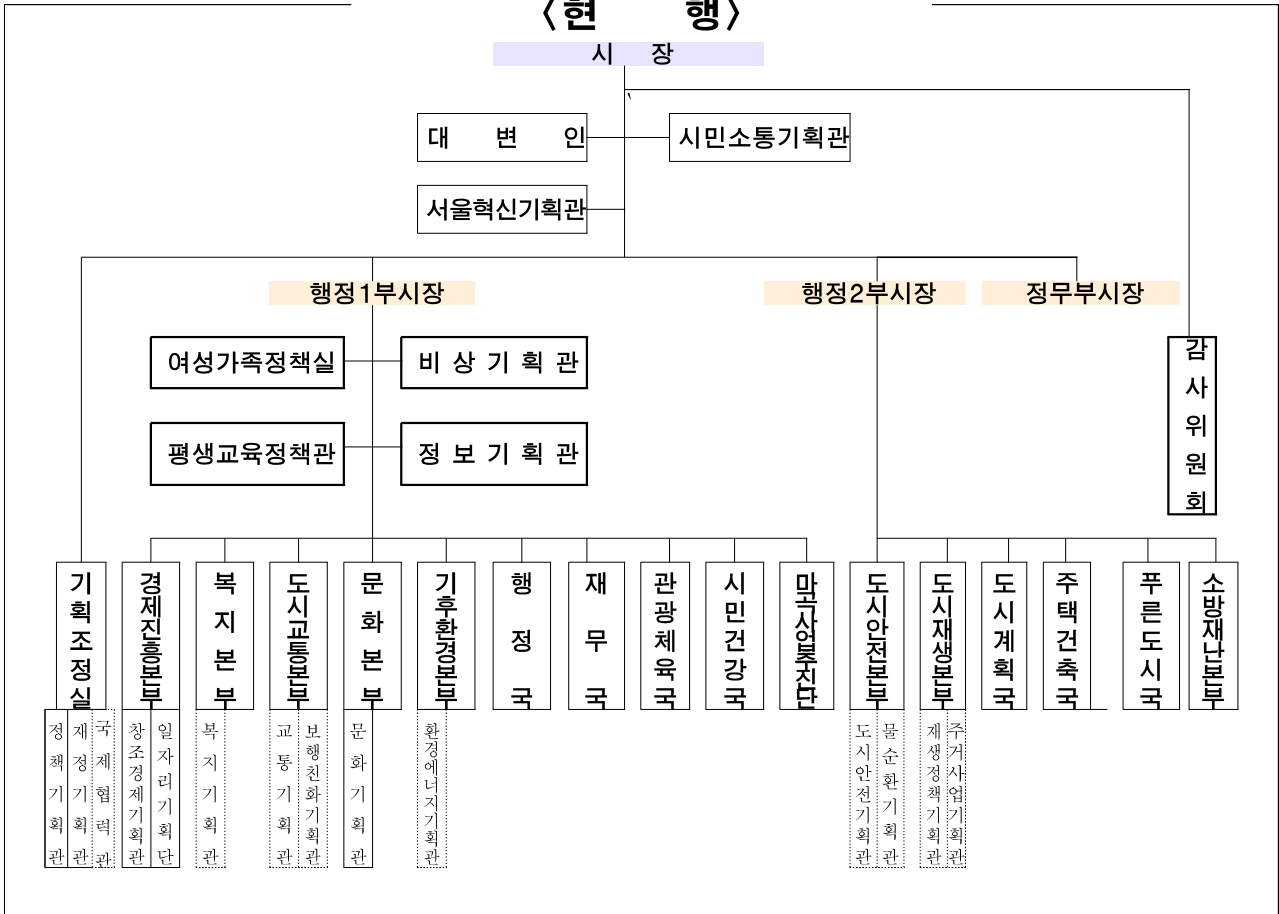 〈현 행〉
시 장
대 변 인
시민소통기획관
서울혁신기획관
행정1부시장
행정2부시장
정무부시장
여성가족정책실
비 상 기 획 관
평생교육정책관
정 보 기 획 관
감사위원회
기획조정실
경제진흥본부
복지본부
도시교통본부
문화본부
기후환경본부
행정국
재무국
관광체육국
시민건강국
마곡사업추진단
도시안전본부
도시재생본부
도시계획국
주택건축국
푸른도시국
소방재난본부
정책기획관
재정기획관
국제협력관
창조경제기획관
일자리기획단
복지기획관
교통기획관
보행친화기획관
문화기획관
환경에너지기획관
도시안전기획관
물순환기획관
재생정책기획관
주거사업기획관